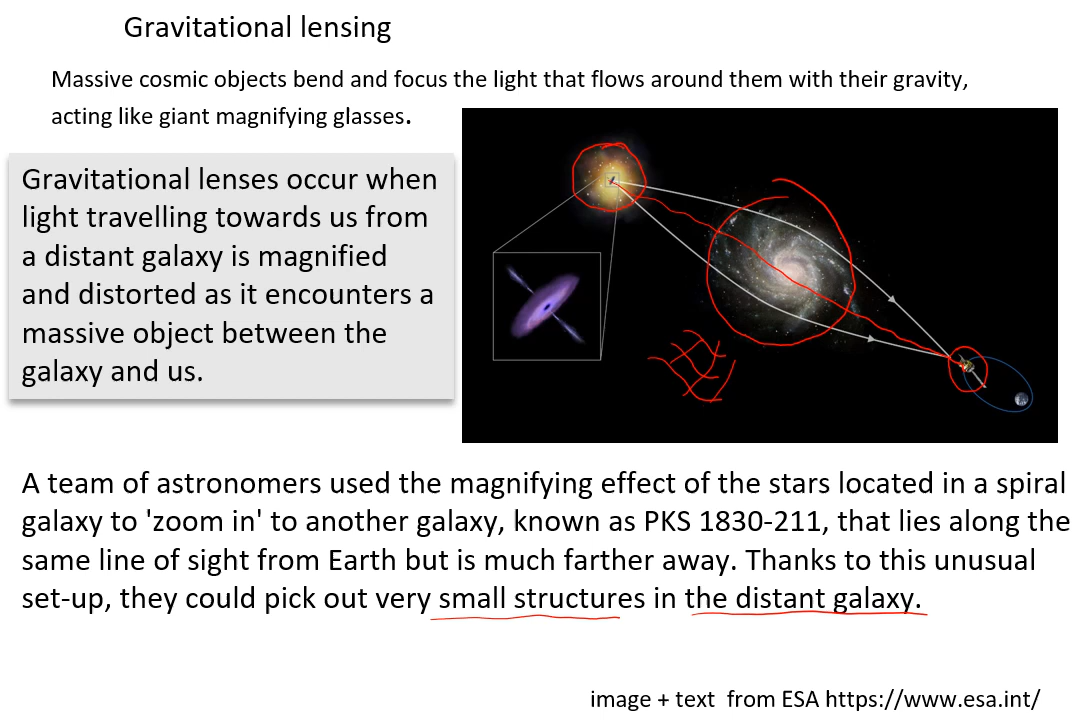 Gravitational lensing
Massive cosmic objects bend and focus the light that flows around them with their gravity,
acting like giant magnifying glasses.
Gravitational lenses occur when
light travelling towards us from
a distant galaxy is magnified
and distorted as it encounters a
massive object between the
galaxy and us.
A team of astronomers used the magnifying effect of the stars located in a spiral
galaxy to 'zoom in' to another galaxy, known as PKS 1830-211, that lies along the
same line of sight from Earth but is much farther away. Thanks to this unusual
set-up, they could pick out very small structures in the distant galaxy.
image + text from ESA https://www.esa.int/